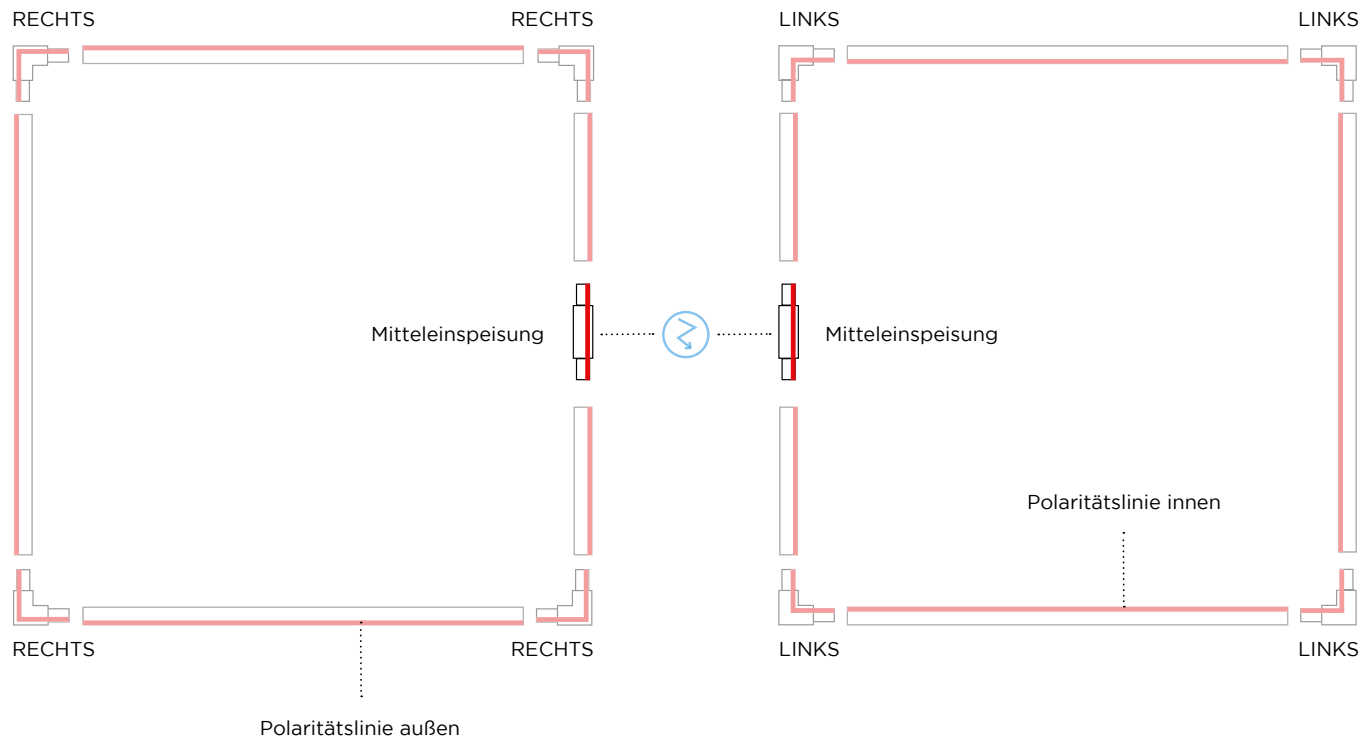 RECHTS
RECHTS
LINKS
LINKS
Mitteleinspeisung
Mitteleinspeisung
Polaritätslinie innen
RECHTS
RECHTS
LINKS
LINKS
Polaritätslinie außen